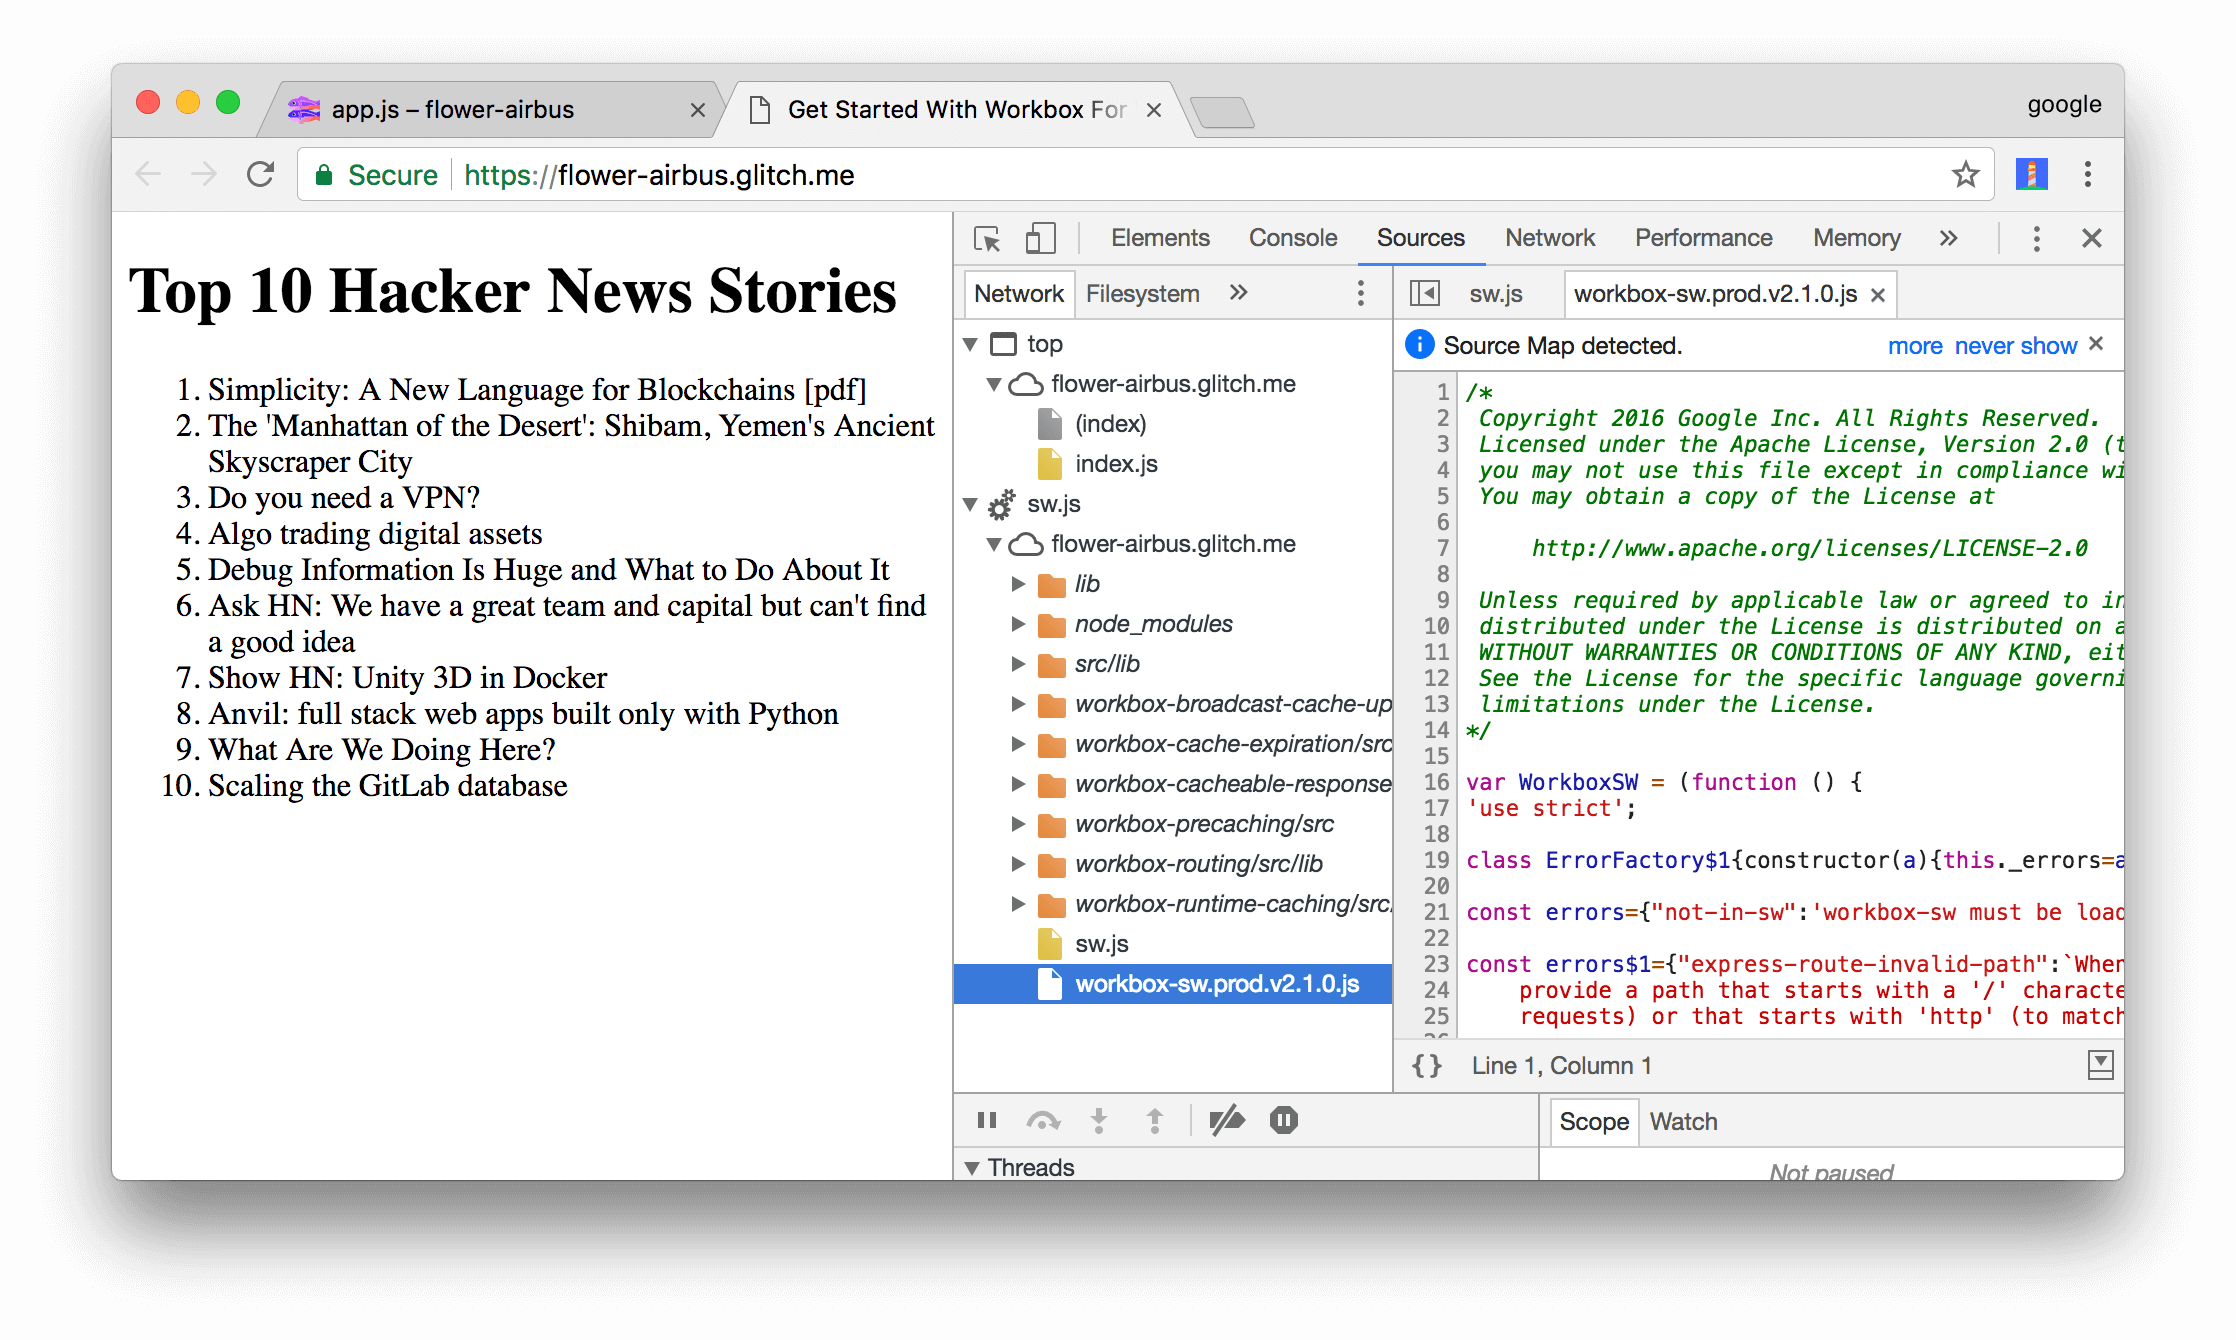 app.js – flower-airbus
Get Started With Workbox For
google
Secure
https://flower-airbus.glitch.me
Top 10 Hacker News Stories
1. Simplicity: A New Language for Blockchains [pdf]
2. The 'Manhattan of the Desert': Shibam, Yemen's Ancient
Skyscraper City
3. Do you need a VPN?
4. Algo trading digital assets
5. Debug Information Is Huge and What to Do About It
6. Ask HN: We have a great team and capital but can't find
a good idea
7. Show HN: Unity 3D in Docker
8. Anvil: full stack web apps built only with Python
9. What Are We Doing Here?
10. Scaling the GitLab database
Elements Console Sources Network Performance Memory »
Network Filesystem »
top
flower-airbus.glitch.me
(index)
index.js
sw.js
flower-airbus.glitch.me
lib
node_modules
src/lib
workbox-broadcast-cache-up
workbox-cache-expiration/src
workbox-cacheable-response
workbox-precaching/src
workbox-routing/src/lib
workbox-runtime-caching/src/
sw.js
workbox-sw.prod.v2.1.0.js
sw.js workbox-sw.prod.v2.1.0.js
Source Map detected. more never show
1 /*
2 Copyright 2016 Google Inc. All Rights Reserved.
3 Licensed under the Apache License, Version 2.0 (t
4 you may not use this file except in compliance wi
5 You may obtain a copy of the License at
6
7 http://www.apache.org/licenses/LICENSE-2.0
8
9 Unless required by applicable law or agreed to in
10 distributed under the License is distributed on a
11 WITHOUT WARRANTIES OR CONDITIONS OF ANY KIND, eit
12 See the License for the specific language governi
13 limitations under the License.
14 */
15
16 var WorkboxSW = (function () {
17 'use strict';
18
19 class ErrorFactory$1{constructor(a){this._errors=a
20
21 const errors={"not-in-sw":'workbox-sw must be load
22
23 const errors$1={"express-route-invalid-path":`When
24 provide a path that starts with a '/' characte
25 requests) or that starts with 'http' (to match
{} Line 1, Column 1
Threads
Scope Watch
Not paused